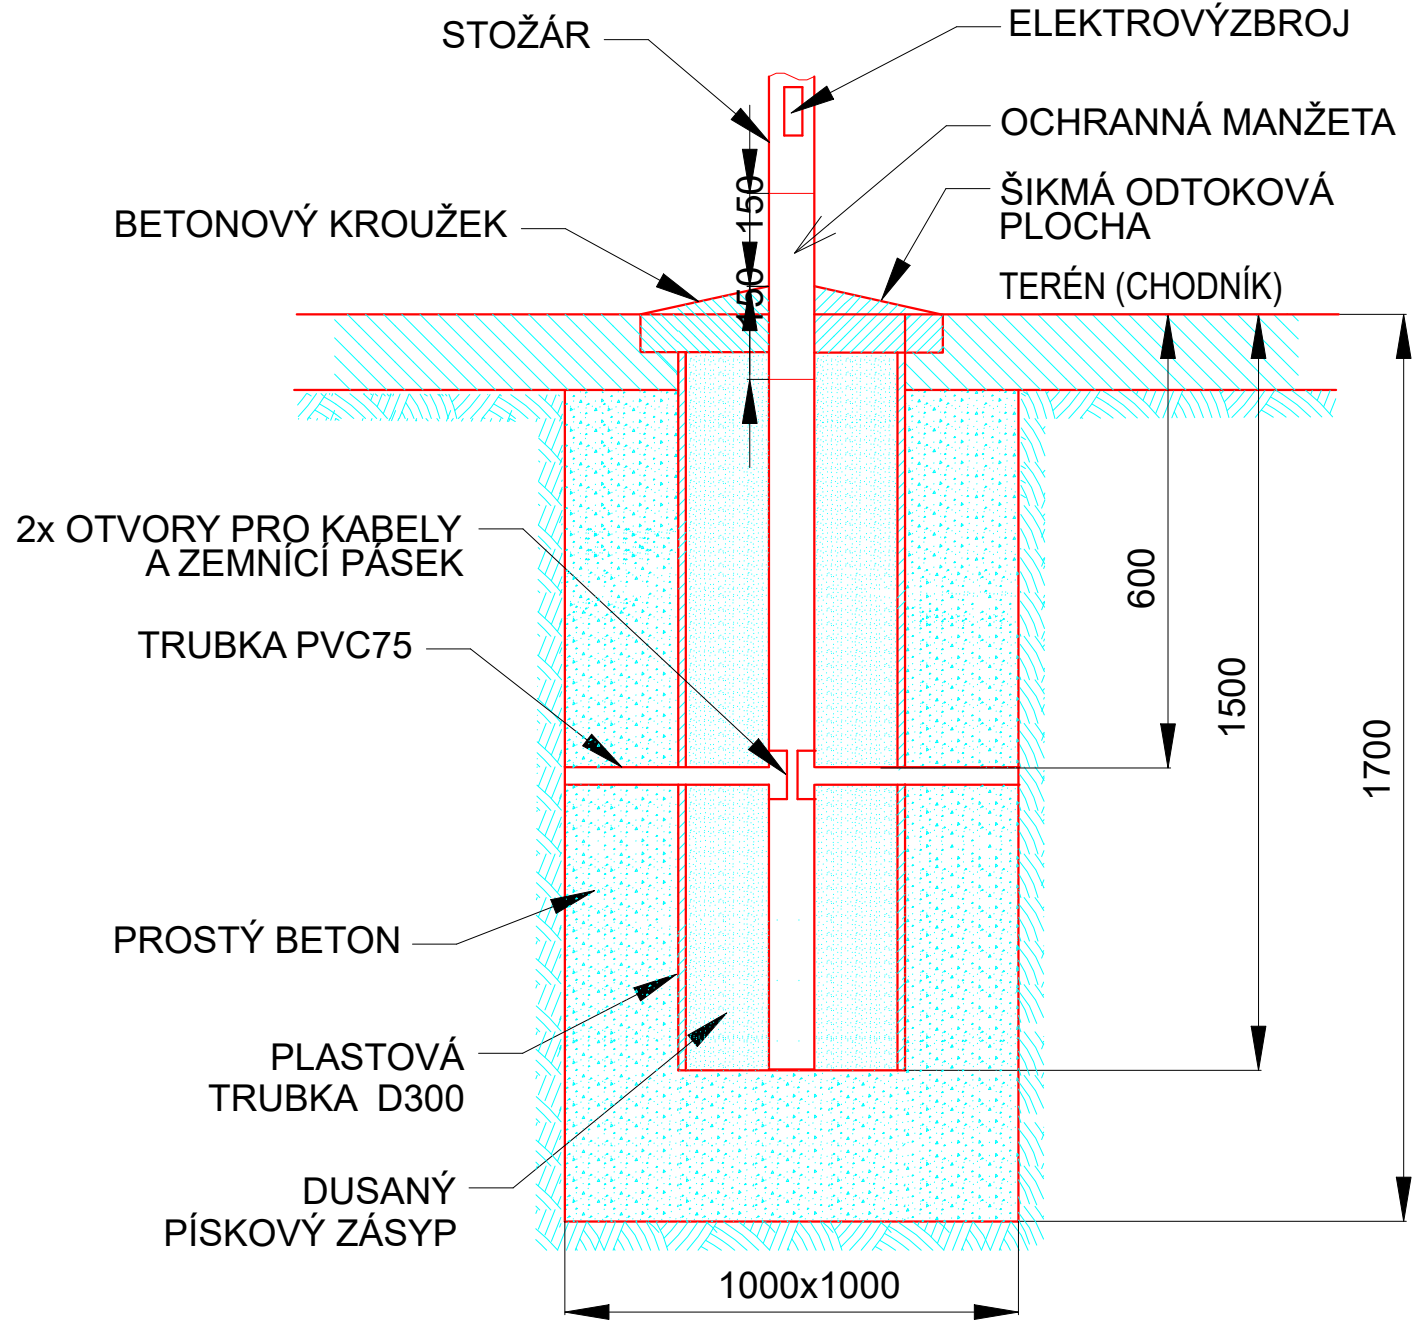 STOŽÁR
ELEKTROVÝZBROJ
OCHRANNÁ MANŽETA
ŠIKMÁ ODTOKOVÁ
PLOCHA
BETONOVÝ KROUŽEK
150
150
TERÉN (CHODNÍK)
2x OTVORY PRO KABELY
A ZEMNÍCÍ PÁSEK
600
TRUBKA PVC75
1500
1700
PROSTÝ BETON
PLASTOVÁ
TRUBKA D300
DUSANÝ
PÍSKOVÝ ZÁSYP
1000x1000